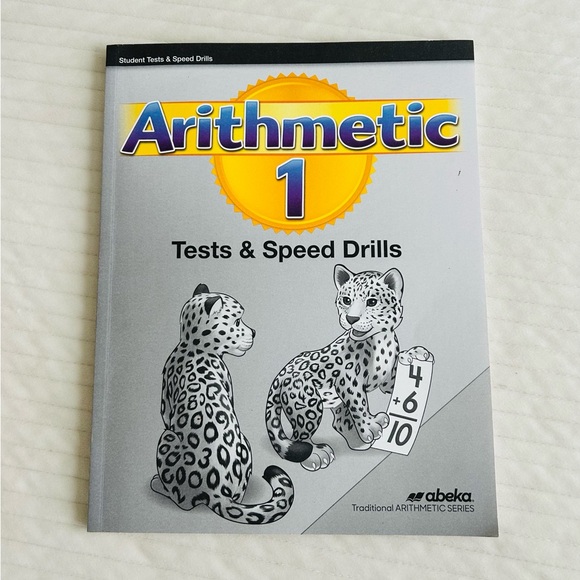 Student Tests & Speed Drills
Arithmetic
1
Tests & Speed Drills
4
+6
10
abeka
Traditional ARITHMETIC SERIES